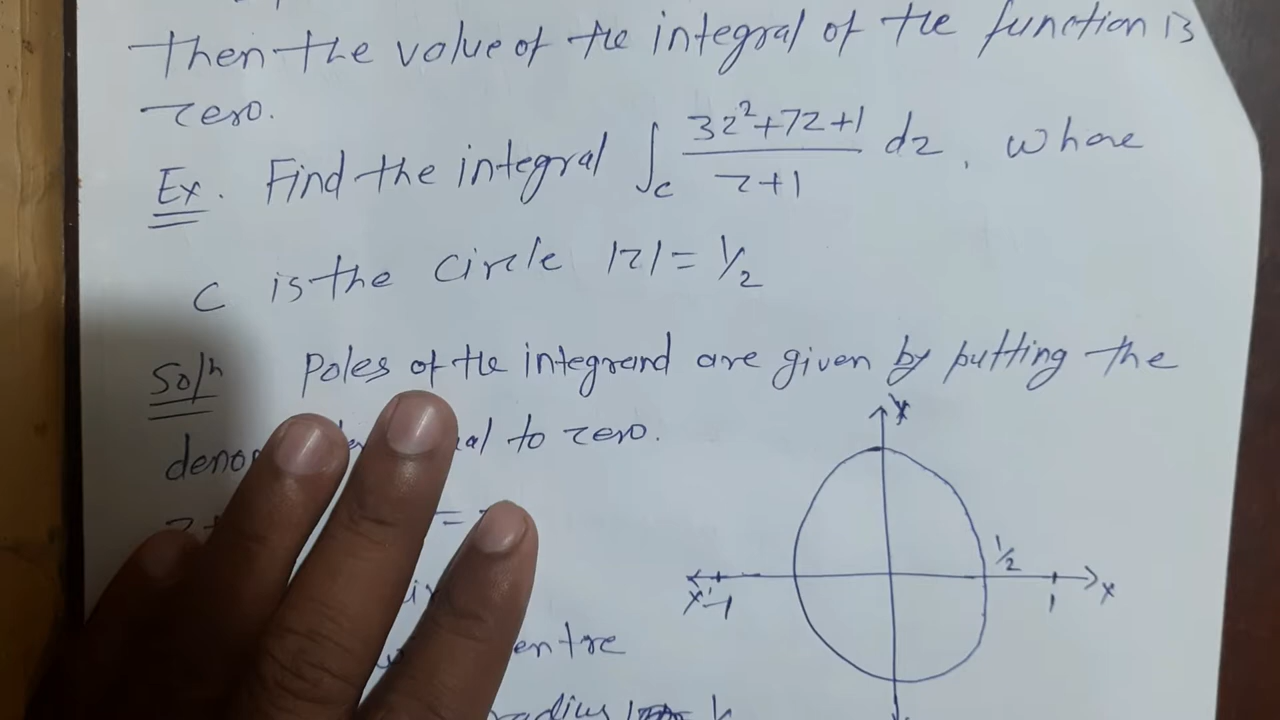 Then the value of the integral of the function is
zero.
Ex. Find the integral ∫c (3z²+7z+1)/(z+1) dz, where
C is the circle |z| = 1/2
Soln Poles of the integrand are given by putting the
to zero.
=
entre
radius
Y
1/2
X' -1 1 X